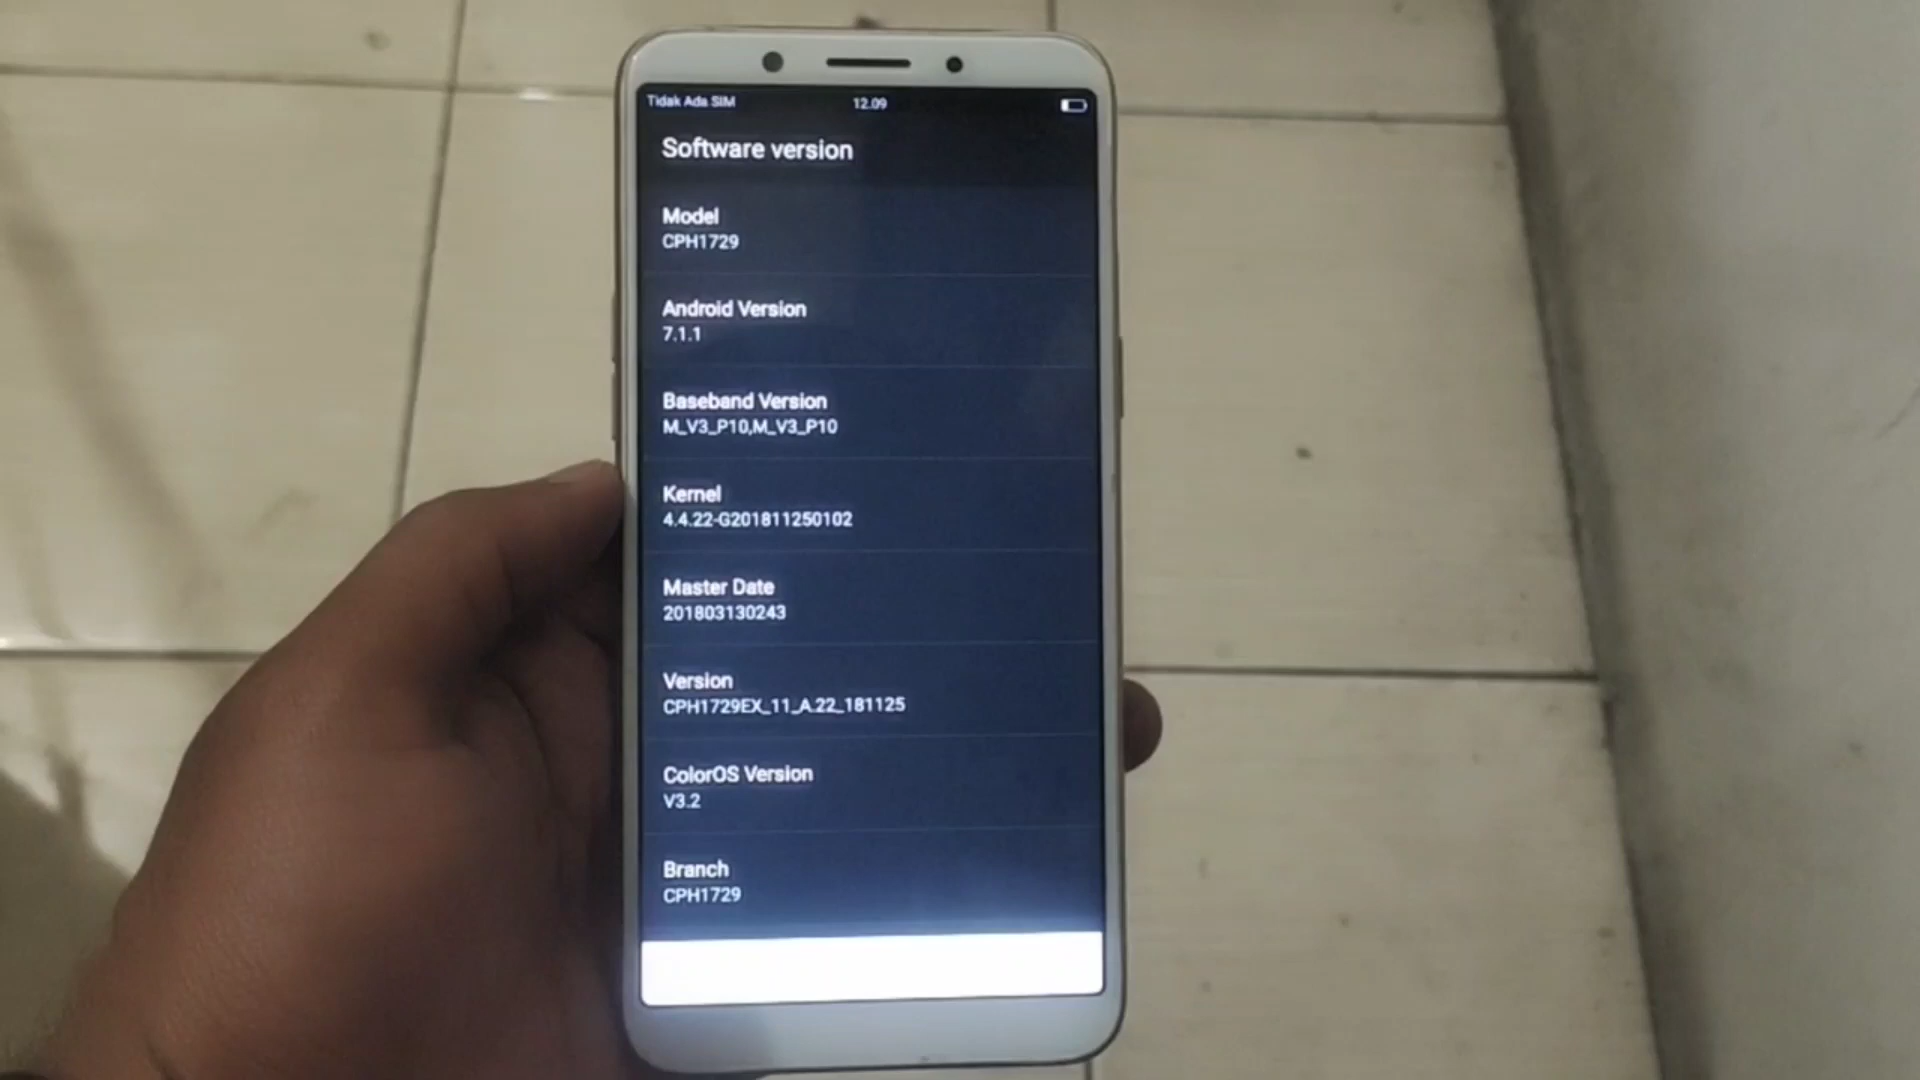 Tidak Ada SIM 12.09
Software version
Model
CPH1729
Android Version
7.1.1
Baseband Version
M_V3_P10,M_V3_P10
Kernel
4.4.22-G201811250102
Master Date
201803130243
Version
CPH1729EX_11_A.22_181125
ColorOS Version
V3.2
Branch
CPH1729